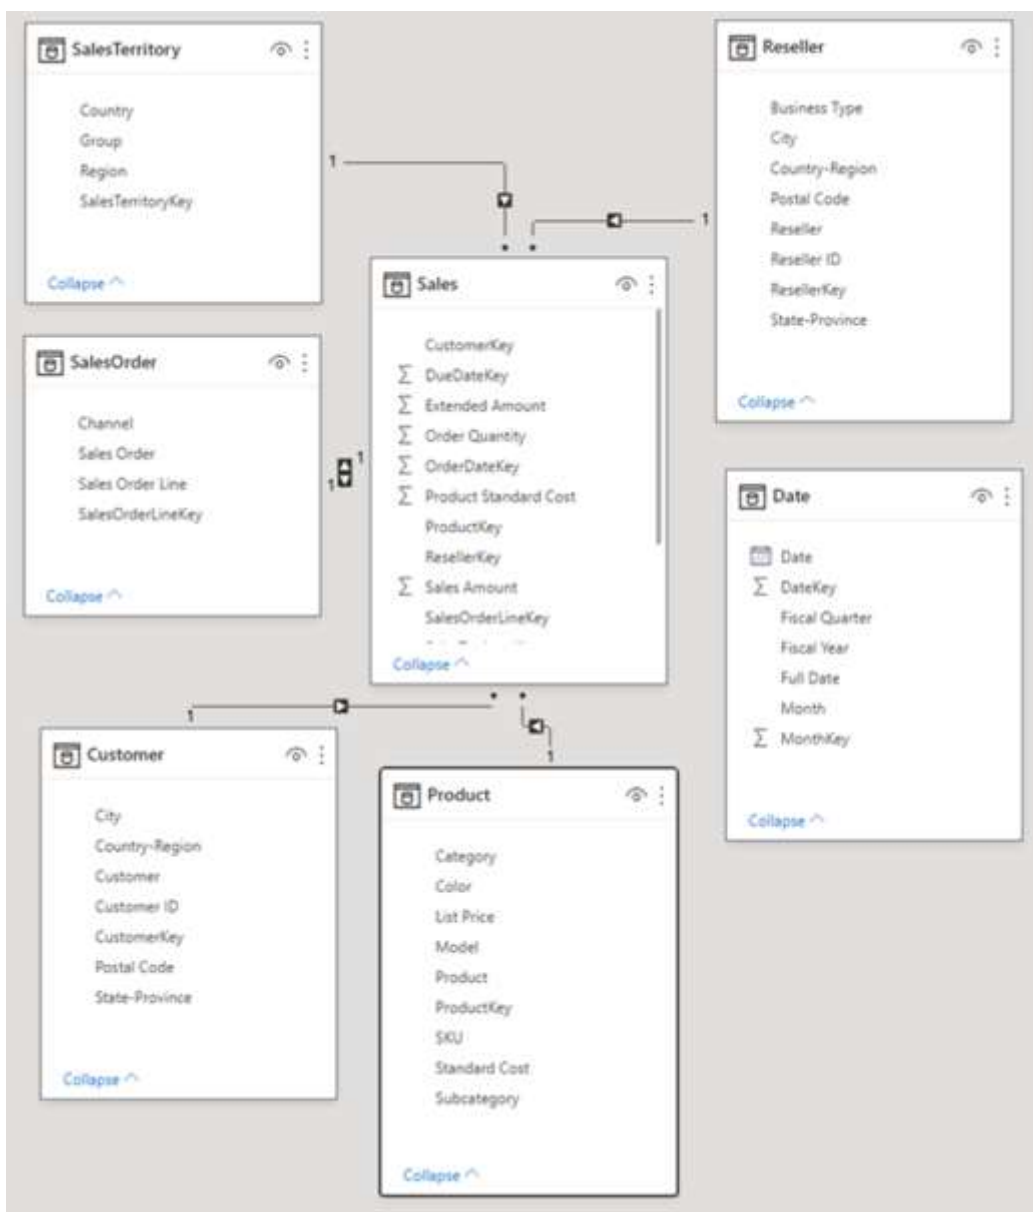 SalesTerritory
Country
Group
Region
SalesTerritoryKey
Collapse
1
*
Reseller
Business Type
City
Country-Region
Postal Code
Reseller
Reseller ID
ResellerKey
State-Province
Collapse
1
*
Sales
CustomerKey
Σ DueDateKey
Σ Extended Amount
Σ Order Quantity
Σ OrderDateKey
Σ Product Standard Cost
ProductKey
ResellerKey
Σ Sales Amount
SalesOrderLineKey
Collapse
SalesOrder
Channel
Sales Order
Sales Order Line
SalesOrderLineKey
Collapse
1
1
Date
Date
Σ DateKey
Fiscal Quarter
Fiscal Year
Full Date
Month
Σ MonthKey
Collapse
1
*
Customer
City
Country-Region
Customer
Customer ID
CustomerKey
Postal Code
State-Province
Collapse
*
1
Product
Category
Color
List Price
Model
Product
ProductKey
SKU
Standard Cost
Subcategory
Collapse